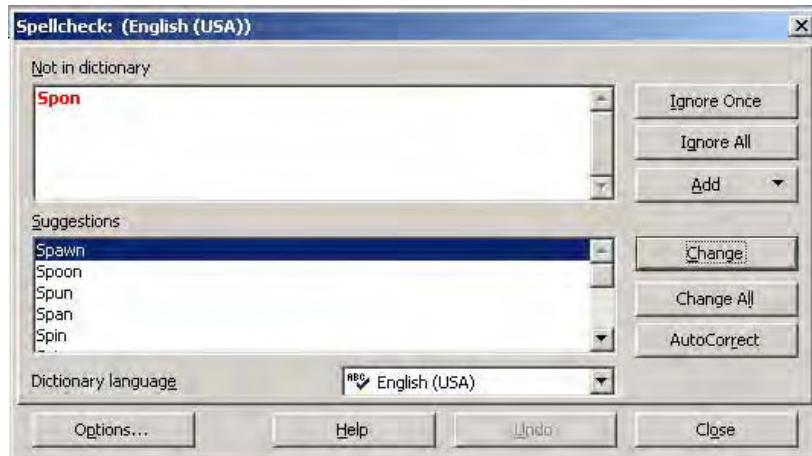 Spellcheck: (English (USA))
Not in dictionary
Spon
Ignore Once
Ignore All
Add
Suggestions
Spawn
Spoon
Spun
Span
Spin
Change
Change All
AutoCorrect
Dictionary language
ABC English (USA)
Options...
Help
Undo
Close